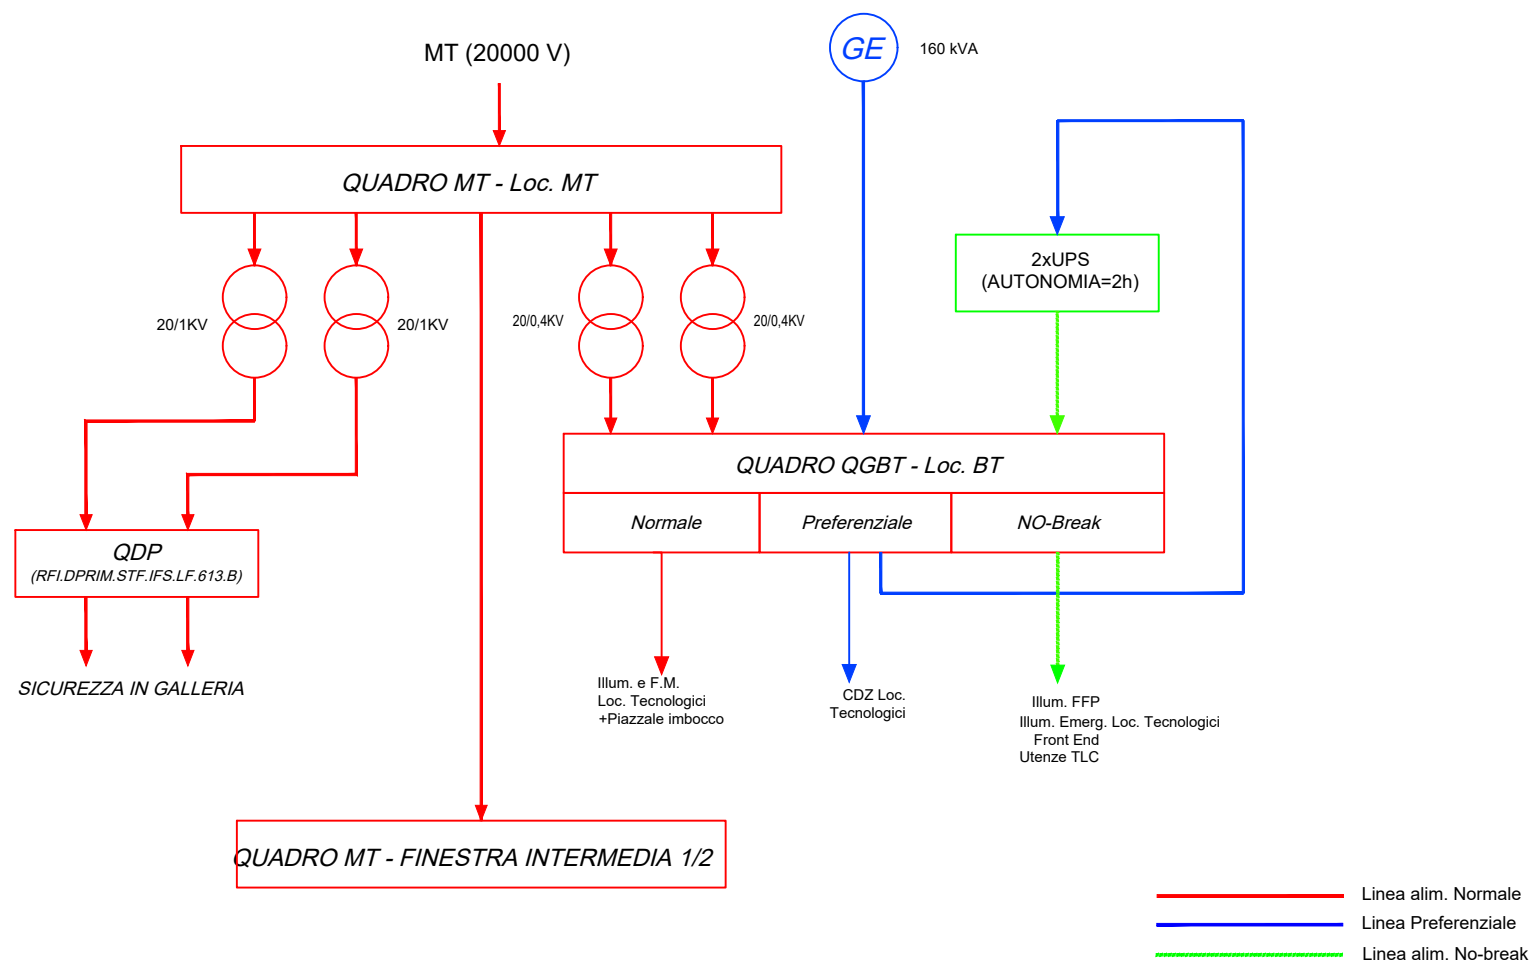 MT (20000 V)
GE
160 kVA
QUADRO MT - Loc. MT
2xUPS
(AUTONOMIA=2h)
20/1KV
20/1KV
20/0,4KV
20/0,4KV
QUADRO QGBT - Loc. BT
Normale
Preferenziale
NO-Break
QDP
(RFI.DPRIM.STF.IFS.LF.613.B)
SICUREZZA IN GALLERIA
Illum. e F.M.
Loc. Tecnologici
+Piazzale imbocco
CDZ Loc.
Tecnologici
Illum. FFP
Illum. Emerg. Loc. Tecnologici
Front End
Utenze TLC
QUADRO MT - FINESTRA INTERMEDIA 1/2
Linea alim. Normale
Linea Preferenziale
Linea alim. No-break